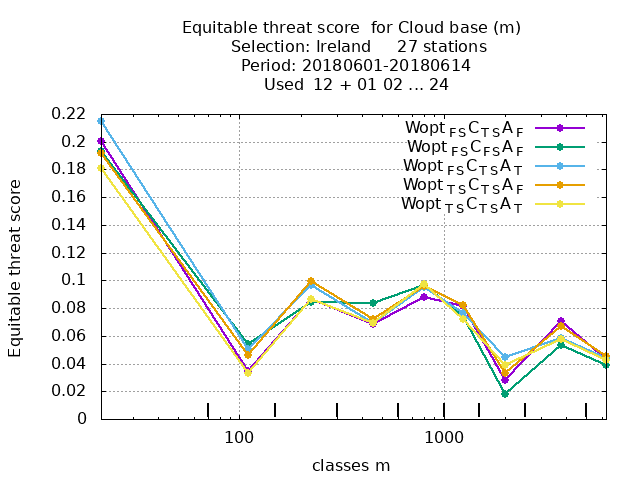 Equitable threat score  for Cloud base (m)
Selection: Ireland     27 stations
Period: 20180601-20180614
Used  12 + 01 02 ... 24
0.22
0.2
0.18
0.16
0.14
0.12
0.1
0.08
0.06
0.04
0.02
0
Equitable threat score
Wopt FS C TS A F
Wopt FS C FS A F
Wopt FS C TS A T
Wopt TS C TS A F
Wopt TS C TS A T
100
1000
classes m